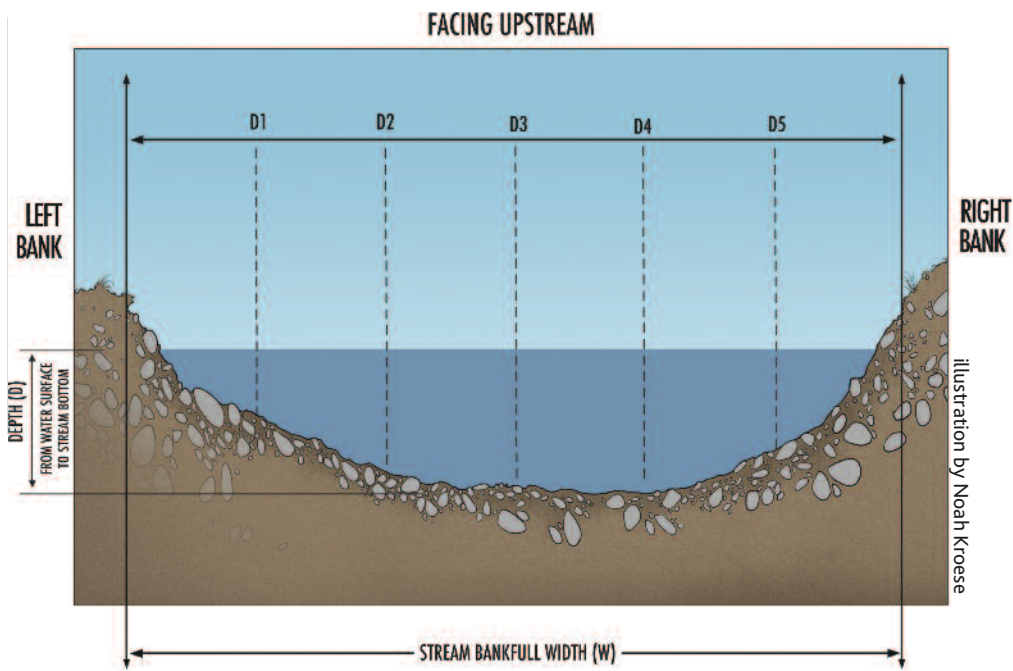 FACING UPSTREAM
D1 D2 D3 D4 D5
LEFT
BANK
RIGHT
BANK
DEPTH (D)
FROM WATER SURFACE
TO STREAM BOTTOM
illustration by Noah Kroese
STREAM BANKFULL WIDTH (W)